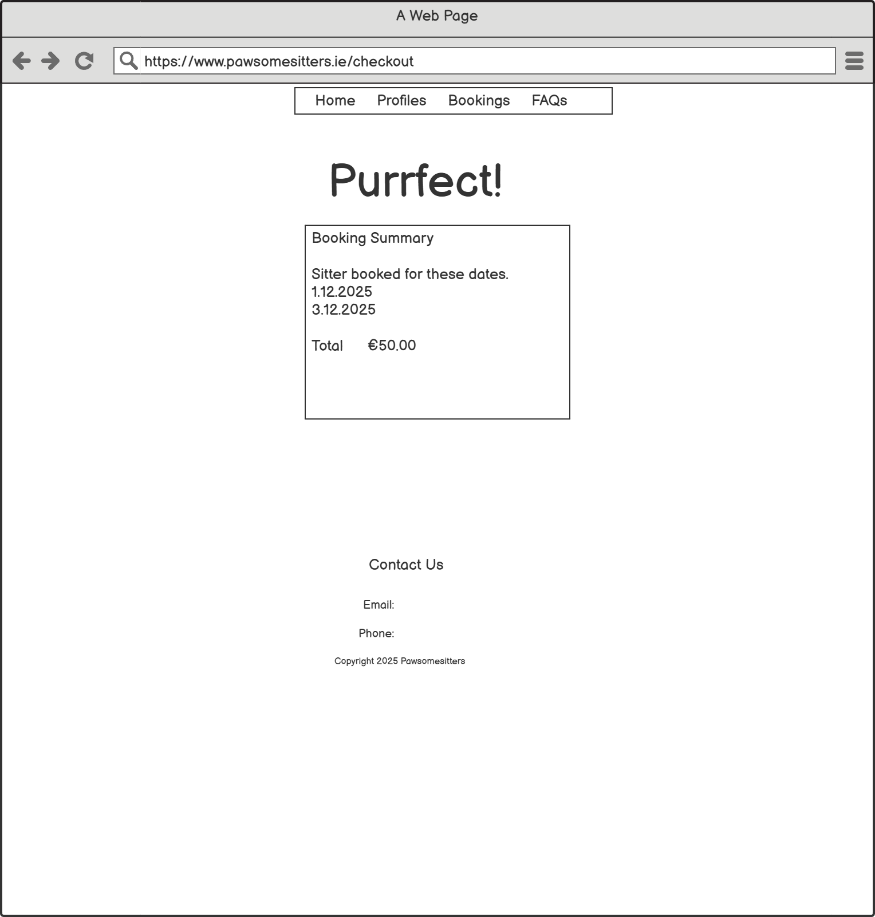 A Web Page
https://www.pawsomesitters.ie/checkout
Home Profiles Bookings FAQs
Purrfect!
Booking Summary
Sitter booked for these dates.
1.12.2025
3.12.2025
Total €50.00
Contact Us
Email:
Phone:
Copyright 2025 Pawsomesitters